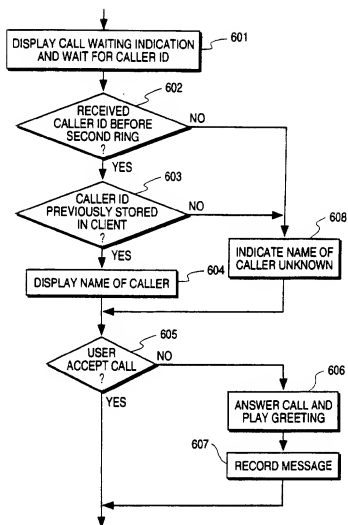 DISPLAY CALL WAITING INDICATION
AND WAIT FOR CALLER ID
601
602
RECEIVED
CALLER ID BEFORE
SECOND RING
?
NO
YES
603
CALLER ID
PREVIOUSLY STORED
IN CLIENT
?
NO
YES
608
INDICATE NAME OF
CALLER UNKNOWN
604
DISPLAY NAME OF CALLER
605
USER
ACCEPT CALL
?
NO
YES
606
ANSWER CALL AND
PLAY GREETING
607
RECORD MESSAGE